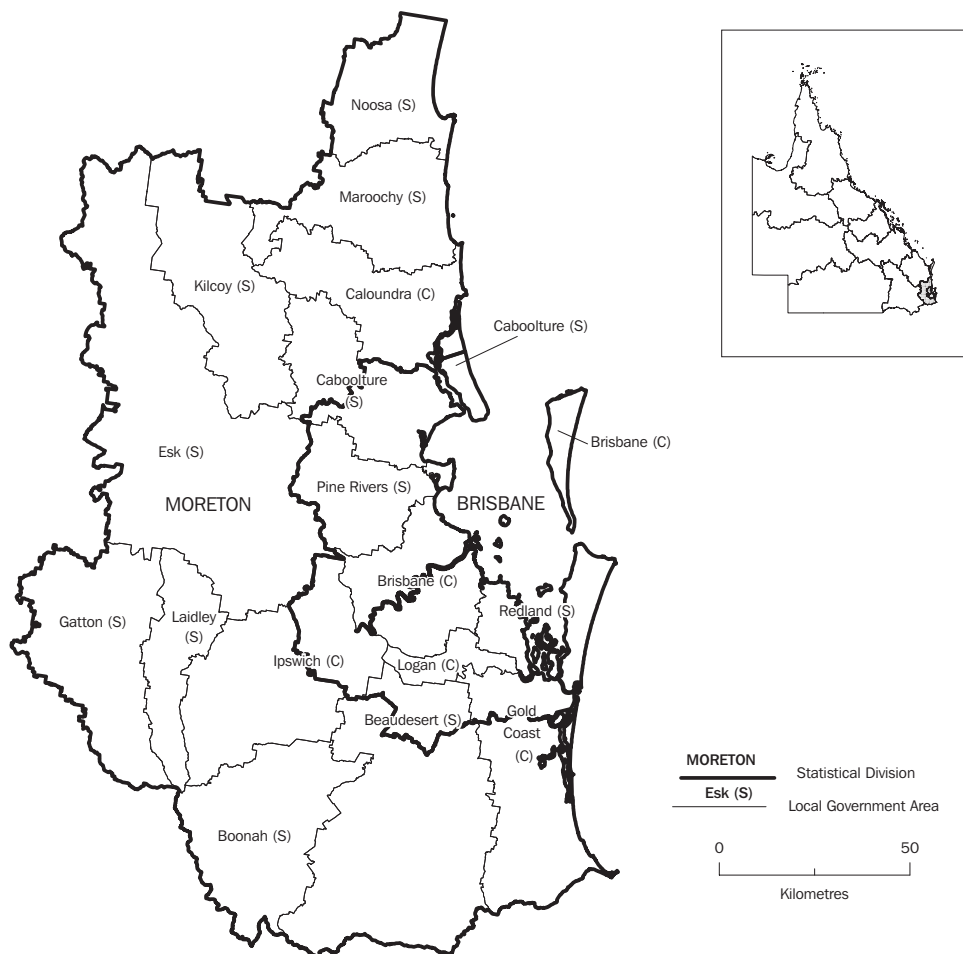 Noosa (S)
Maroochy (S)
Kilcoy (S)
Caloundra (C)
Caboolture (S)
Caboolture
(S)
Brisbane (C)
Esk (S)
Pine Rivers (S)
MORETON
BRISBANE
Brisbane (C)
Gatton (S)
Laidley
(S)
Redland (S)
Ipswich (C)
Logan (C)
Beaudesert (S)
Gold
Coast
(C)
Boonah (S)
MORETON
Statistical Division
Esk (S)
Local Government Area
0 50
Kilometres